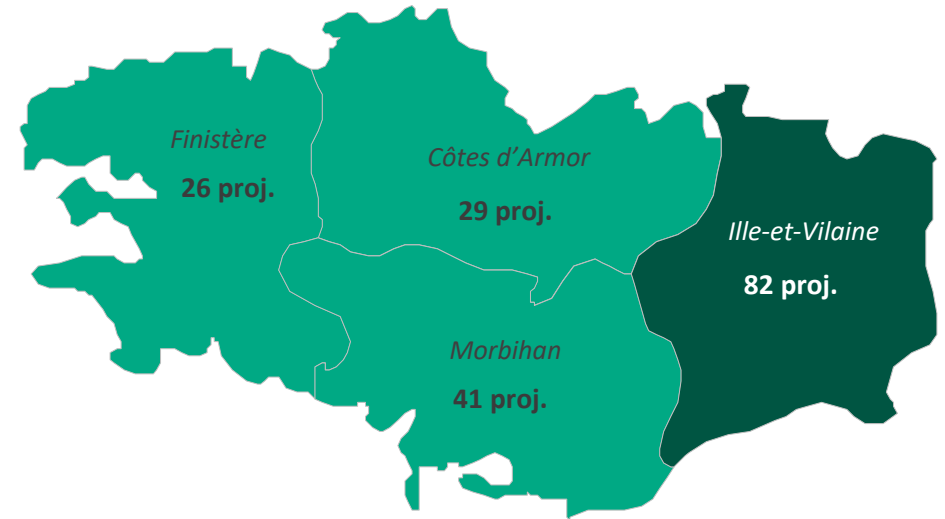 Finistère
26 proj.
Côtes d’Armor
29 proj.
Ille-et-Vilaine
82 proj.
Morbihan
41 proj.